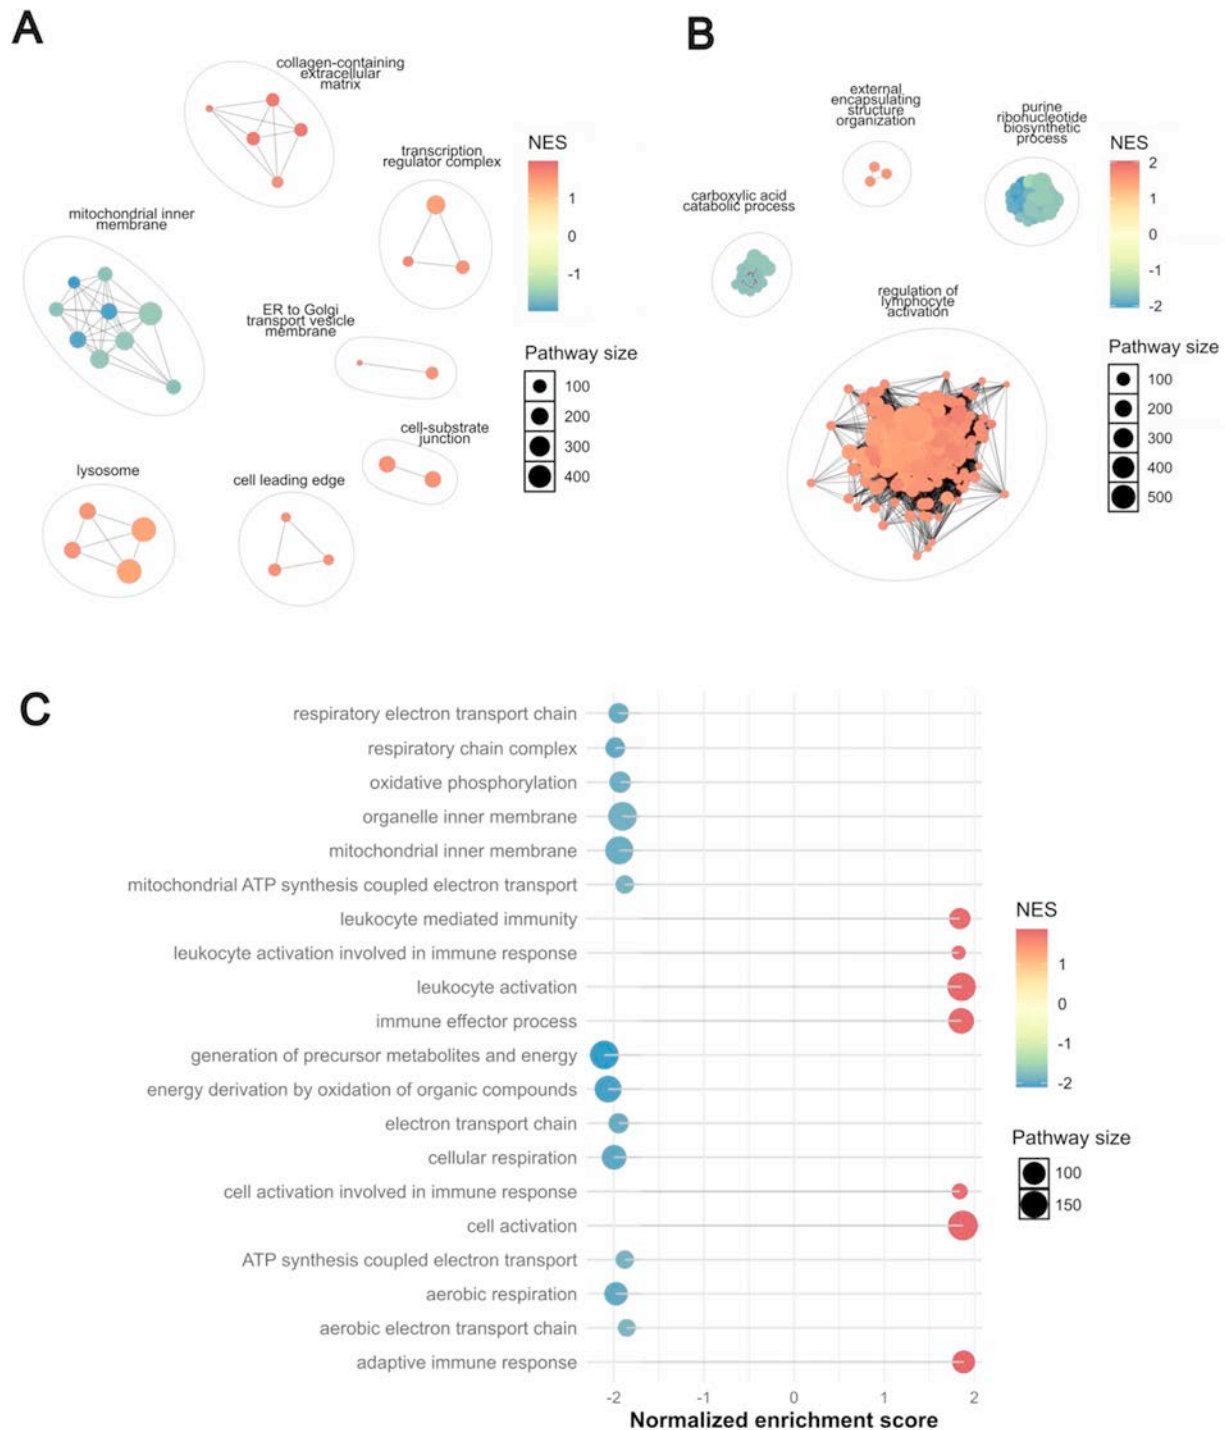 A
collagen-containing
extracellular
matrix
transcription
regulator complex
mitochondrial inner
membrane
ER to Golgi
transport vesicle
membrane
cell-substrate
junction
lysosome
cell leading edge
NES
1
0
-1
Pathway size
100
200
300
400
B
external
encapsulating
structure
organization
purine
ribonucleotide
biosynthetic
process
carboxylic acid
catabolic process
regulation of
lymphocyte
activation
NES
2
1
0
-1
-2
Pathway size
100
200
300
400
500
C
respiratory electron transport chain
respiratory chain complex
oxidative phosphorylation
organelle inner membrane
mitochondrial inner membrane
mitochondrial ATP synthesis coupled electron transport
leukocyte mediated immunity
leukocyte activation involved in immune response
leukocyte activation
immune effector process
generation of precursor metabolites and energy
energy derivation by oxidation of organic compounds
electron transport chain
cellular respiration
cell activation involved in immune response
cell activation
ATP synthesis coupled electron transport
aerobic respiration
aerobic electron transport chain
adaptive immune response
-2 -1 0 1 2
Normalized enrichment score
NES
1
0
-1
-2
Pathway size
100
150